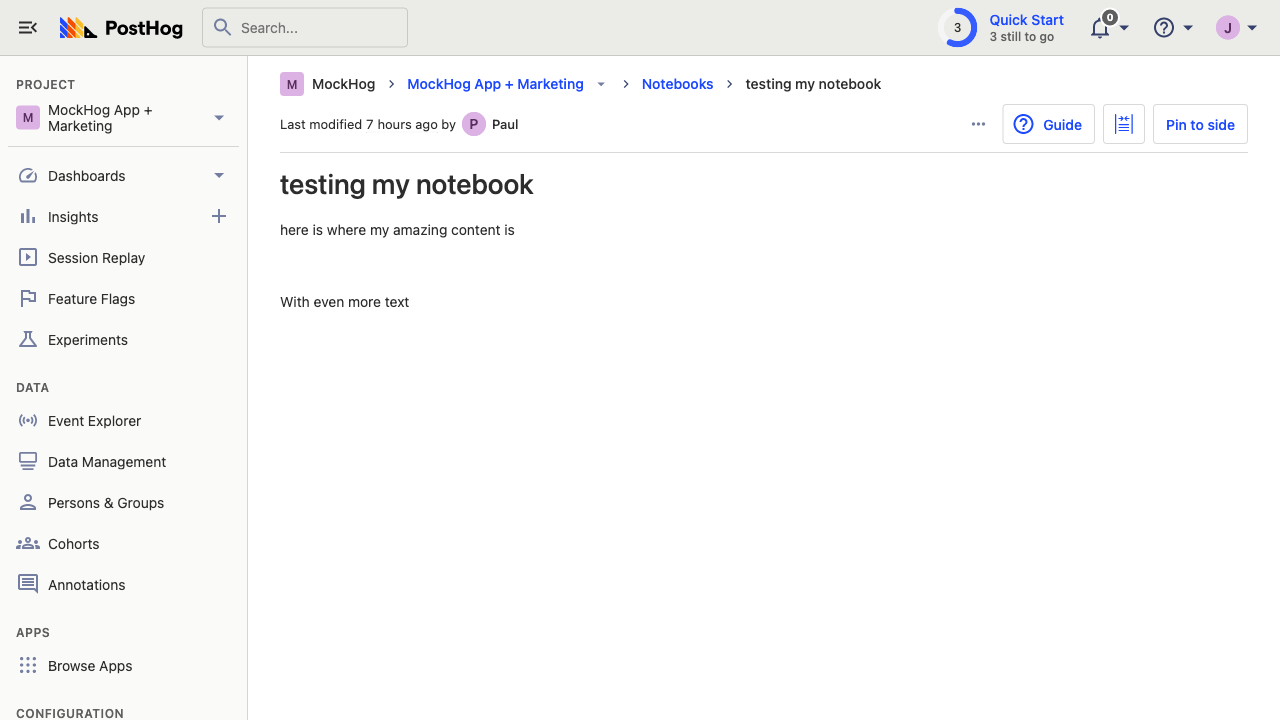 PostHog
Search...
3
Quick Start
3 still to go
0
J
PROJECT
M
MockHog App +
Marketing
Dashboards
Insights
Session Replay
Feature Flags
Experiments
DATA
Event Explorer
Data Management
Persons & Groups
Cohorts
Annotations
APPS
Browse Apps
CONFIGURATION
M MockHog MockHog App + Marketing Notebooks testing my notebook
Last modified 7 hours ago by P Paul
Guide
Pin to side
testing my notebook
here is where my amazing content is
With even more text